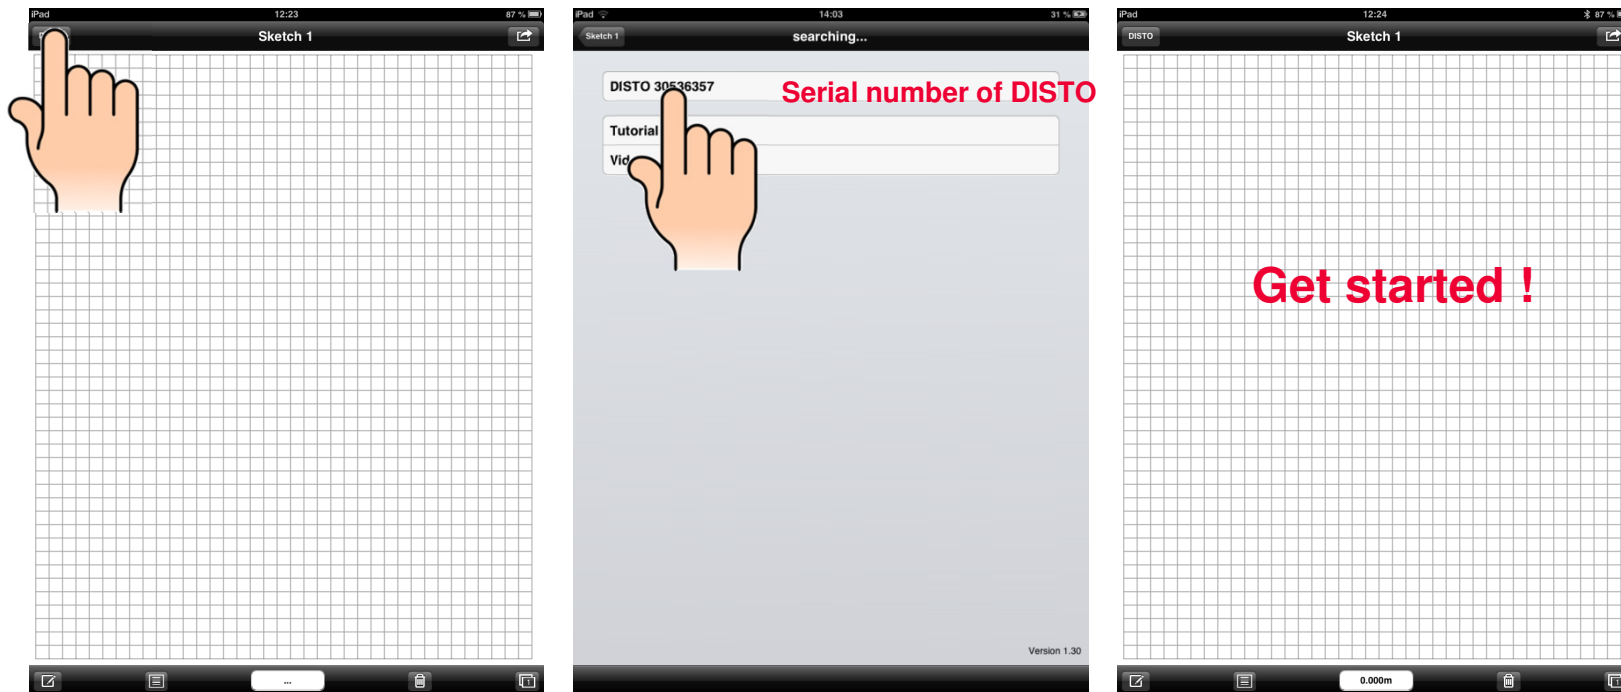 iPad 12:23 87 %
Sketch 1
...
iPad 14:03 31 %
Sketch 1 searching...
DISTO 30536357
Serial number of DISTO
Tutorial
Version 1.30
iPad 12:24 87 %
DISTO Sketch 1
Get started !
0.000m
1